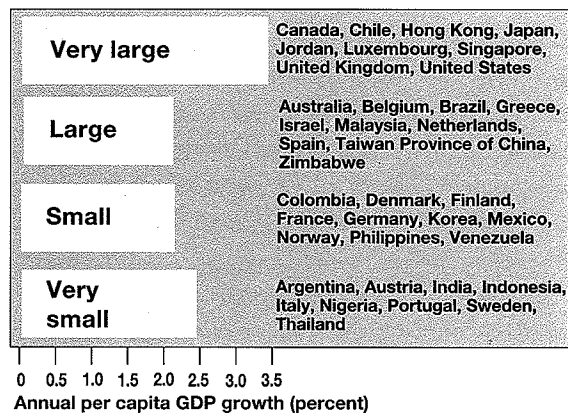 Very large
Canada, Chile, Hong Kong, Japan,
Jordan, Luxembourg, Singapore,
United Kingdom, United States
Large
Australia, Belgium, Brazil, Greece,
Israel, Malaysia, Netherlands,
Spain, Taiwan Province of China,
Zimbabwe
Small
Colombia, Denmark, Finland,
France, Germany, Korea, Mexico,
Norway, Philippines, Venezuela
Very
small
Argentina, Austria, India, Indonesia,
Italy, Nigeria, Portugal, Sweden,
Thailand
0 0.5 1.0 1.5 2.0 2.5 3.0 3.5
Annual per capita GDP growth (percent)